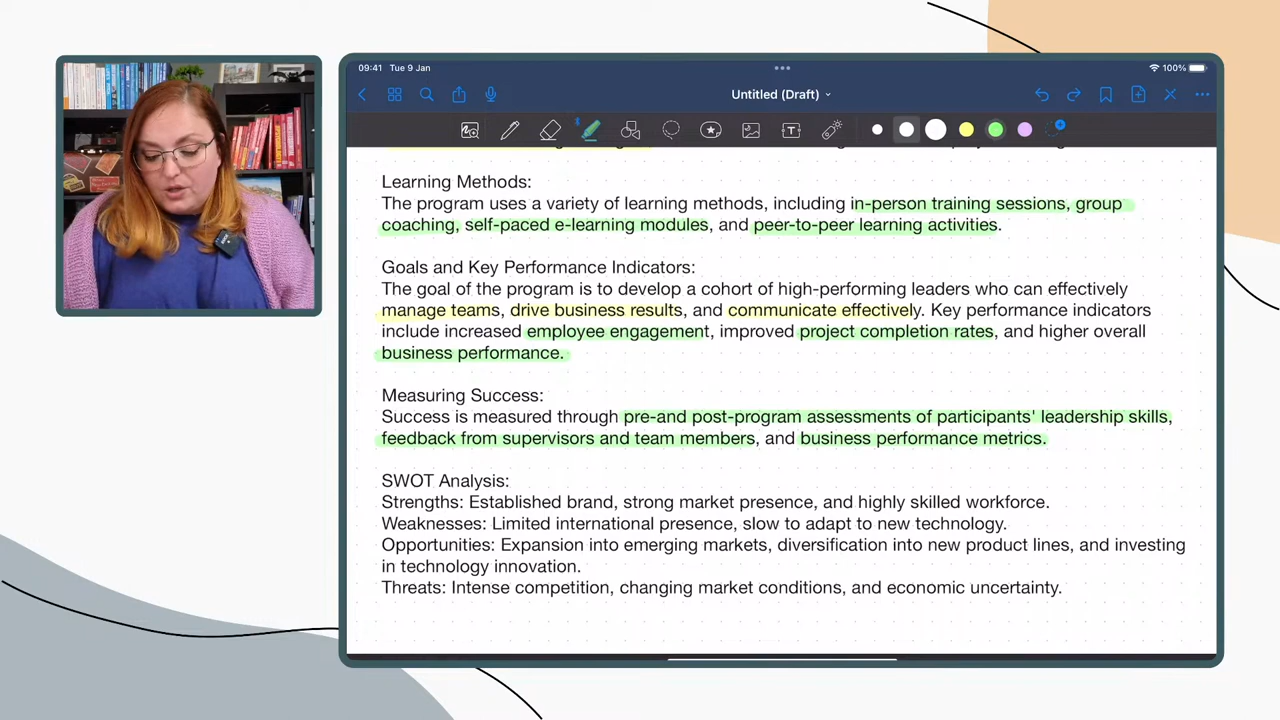 09:41 Tue 9 Jan
100%
Untitled (Draft)
Learning Methods:
The program uses a variety of learning methods, including in-person training sessions, group
coaching, self-paced e-learning modules, and peer-to-peer learning activities.
Goals and Key Performance Indicators:
The goal of the program is to develop a cohort of high-performing leaders who can effectively
manage teams, drive business results, and communicate effectively. Key performance indicators
include increased employee engagement, improved project completion rates, and higher overall
business performance.
Measuring Success:
Success is measured through pre-and post-program assessments of participants' leadership skills,
feedback from supervisors and team members, and business performance metrics.
SWOT Analysis:
Strengths: Established brand, strong market presence, and highly skilled workforce.
Weaknesses: Limited international presence, slow to adapt to new technology.
Opportunities: Expansion into emerging markets, diversification into new product lines, and investing
in technology innovation.
Threats: Intense competition, changing market conditions, and economic uncertainty.